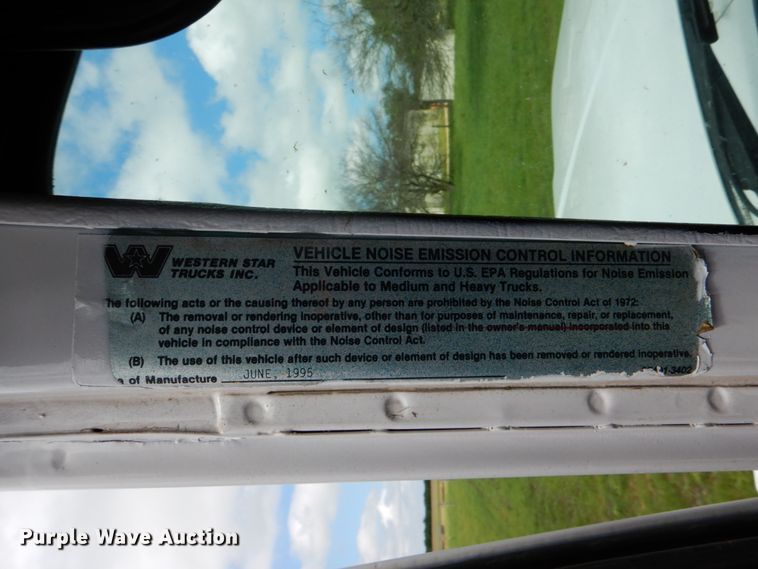 WESTERN STAR
TRUCKS INC.
VEHICLE NOISE EMISSION CONTROL INFORMATION
This Vehicle Conforms to U.S. EPA Regulations for Noise Emission
Applicable to Medium and Heavy Trucks.
The following acts or the causing thereof by any person are prohibited by the Noise Control Act of 1972:
(A) The removal or rendering inoperative, other than for purposes of maintenance, repair, or replacement,
of any noise control device or element of design (listed in the owner's manual) incorporated into this
vehicle in compliance with the Noise Control Act.
(B) The use of this vehicle after such device or element of design has been removed or rendered inoperative.
of Manufacture JUNE, 1995
Purple Wave Auction